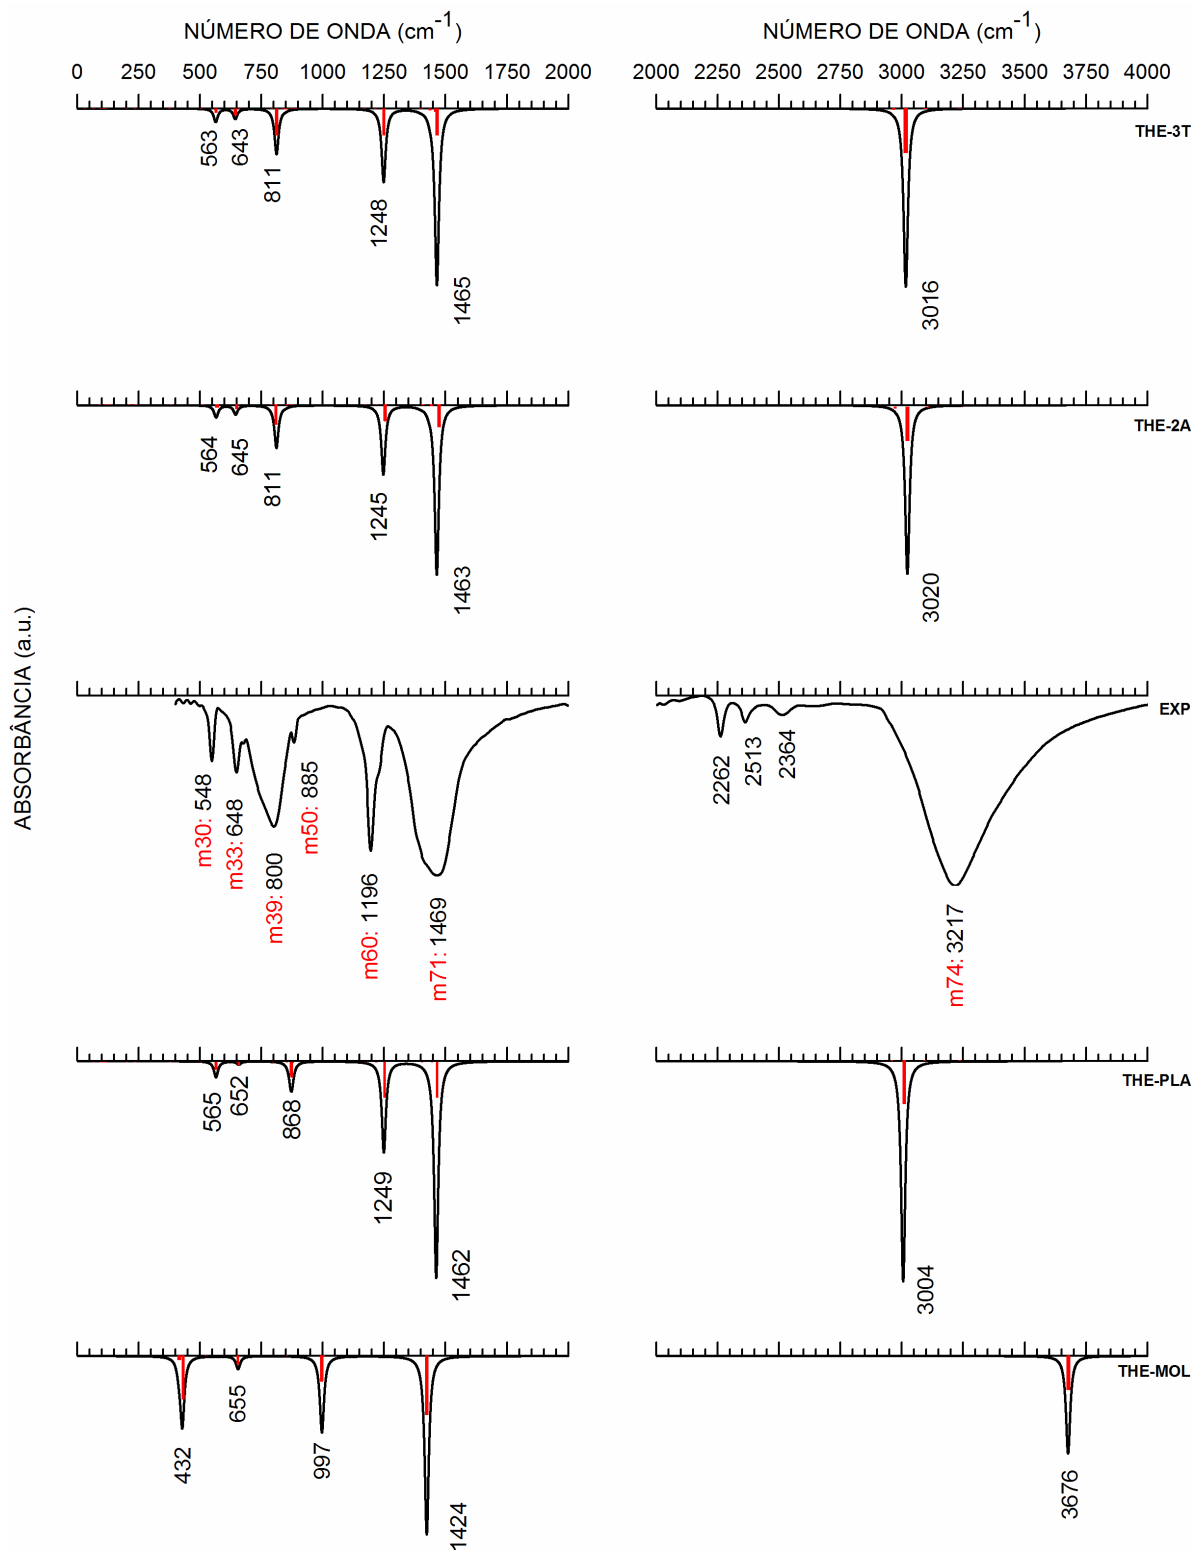 NÚMERO DE ONDA (cm-1) NÚMERO DE ONDA (cm-1)
0 250 500 750 1000 1250 1500 1750 2000 2000 2250 2500 2750 3000 3250 3500 3750 4000
THE-3T
563 643 811 1248 1465 3016
THE-2A
564 645 811 1245 1463 3020
ABSORBÂNCIA (a.u.)
EXP
m30: 548 m33: 648 m39: 800 m50: 885 m60: 1196 m71: 1469 2262 2513 2364 m74: 3217
THE-PLA
565 652 868 1249 1462 3004
THE-MOL
432 655 997 1424 3676